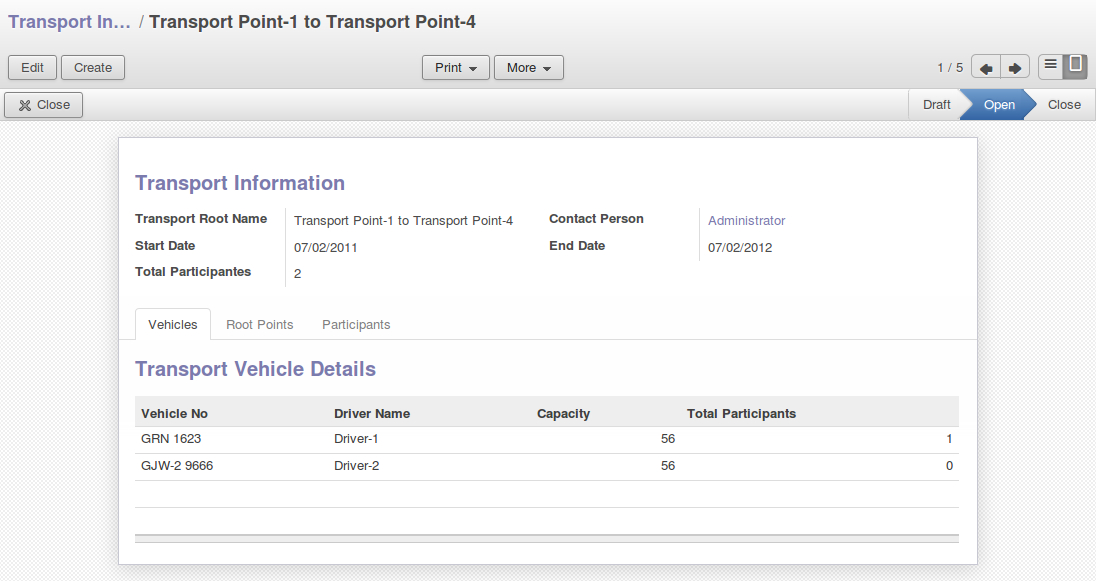 Transport In... / Transport Point-1 to Transport Point-4
Edit Create Print More 1 / 5
Close Draft Open Close
Transport Information
Transport Root Name Transport Point-1 to Transport Point-4 Contact Person Administrator
Start Date 07/02/2011 End Date 07/02/2012
Total Participantes 2
Vehicles Root Points Participants
Transport Vehicle Details
Vehicle No Driver Name Capacity Total Participants
GRN 1623 Driver-1 56 1
GJW-2 9666 Driver-2 56 0